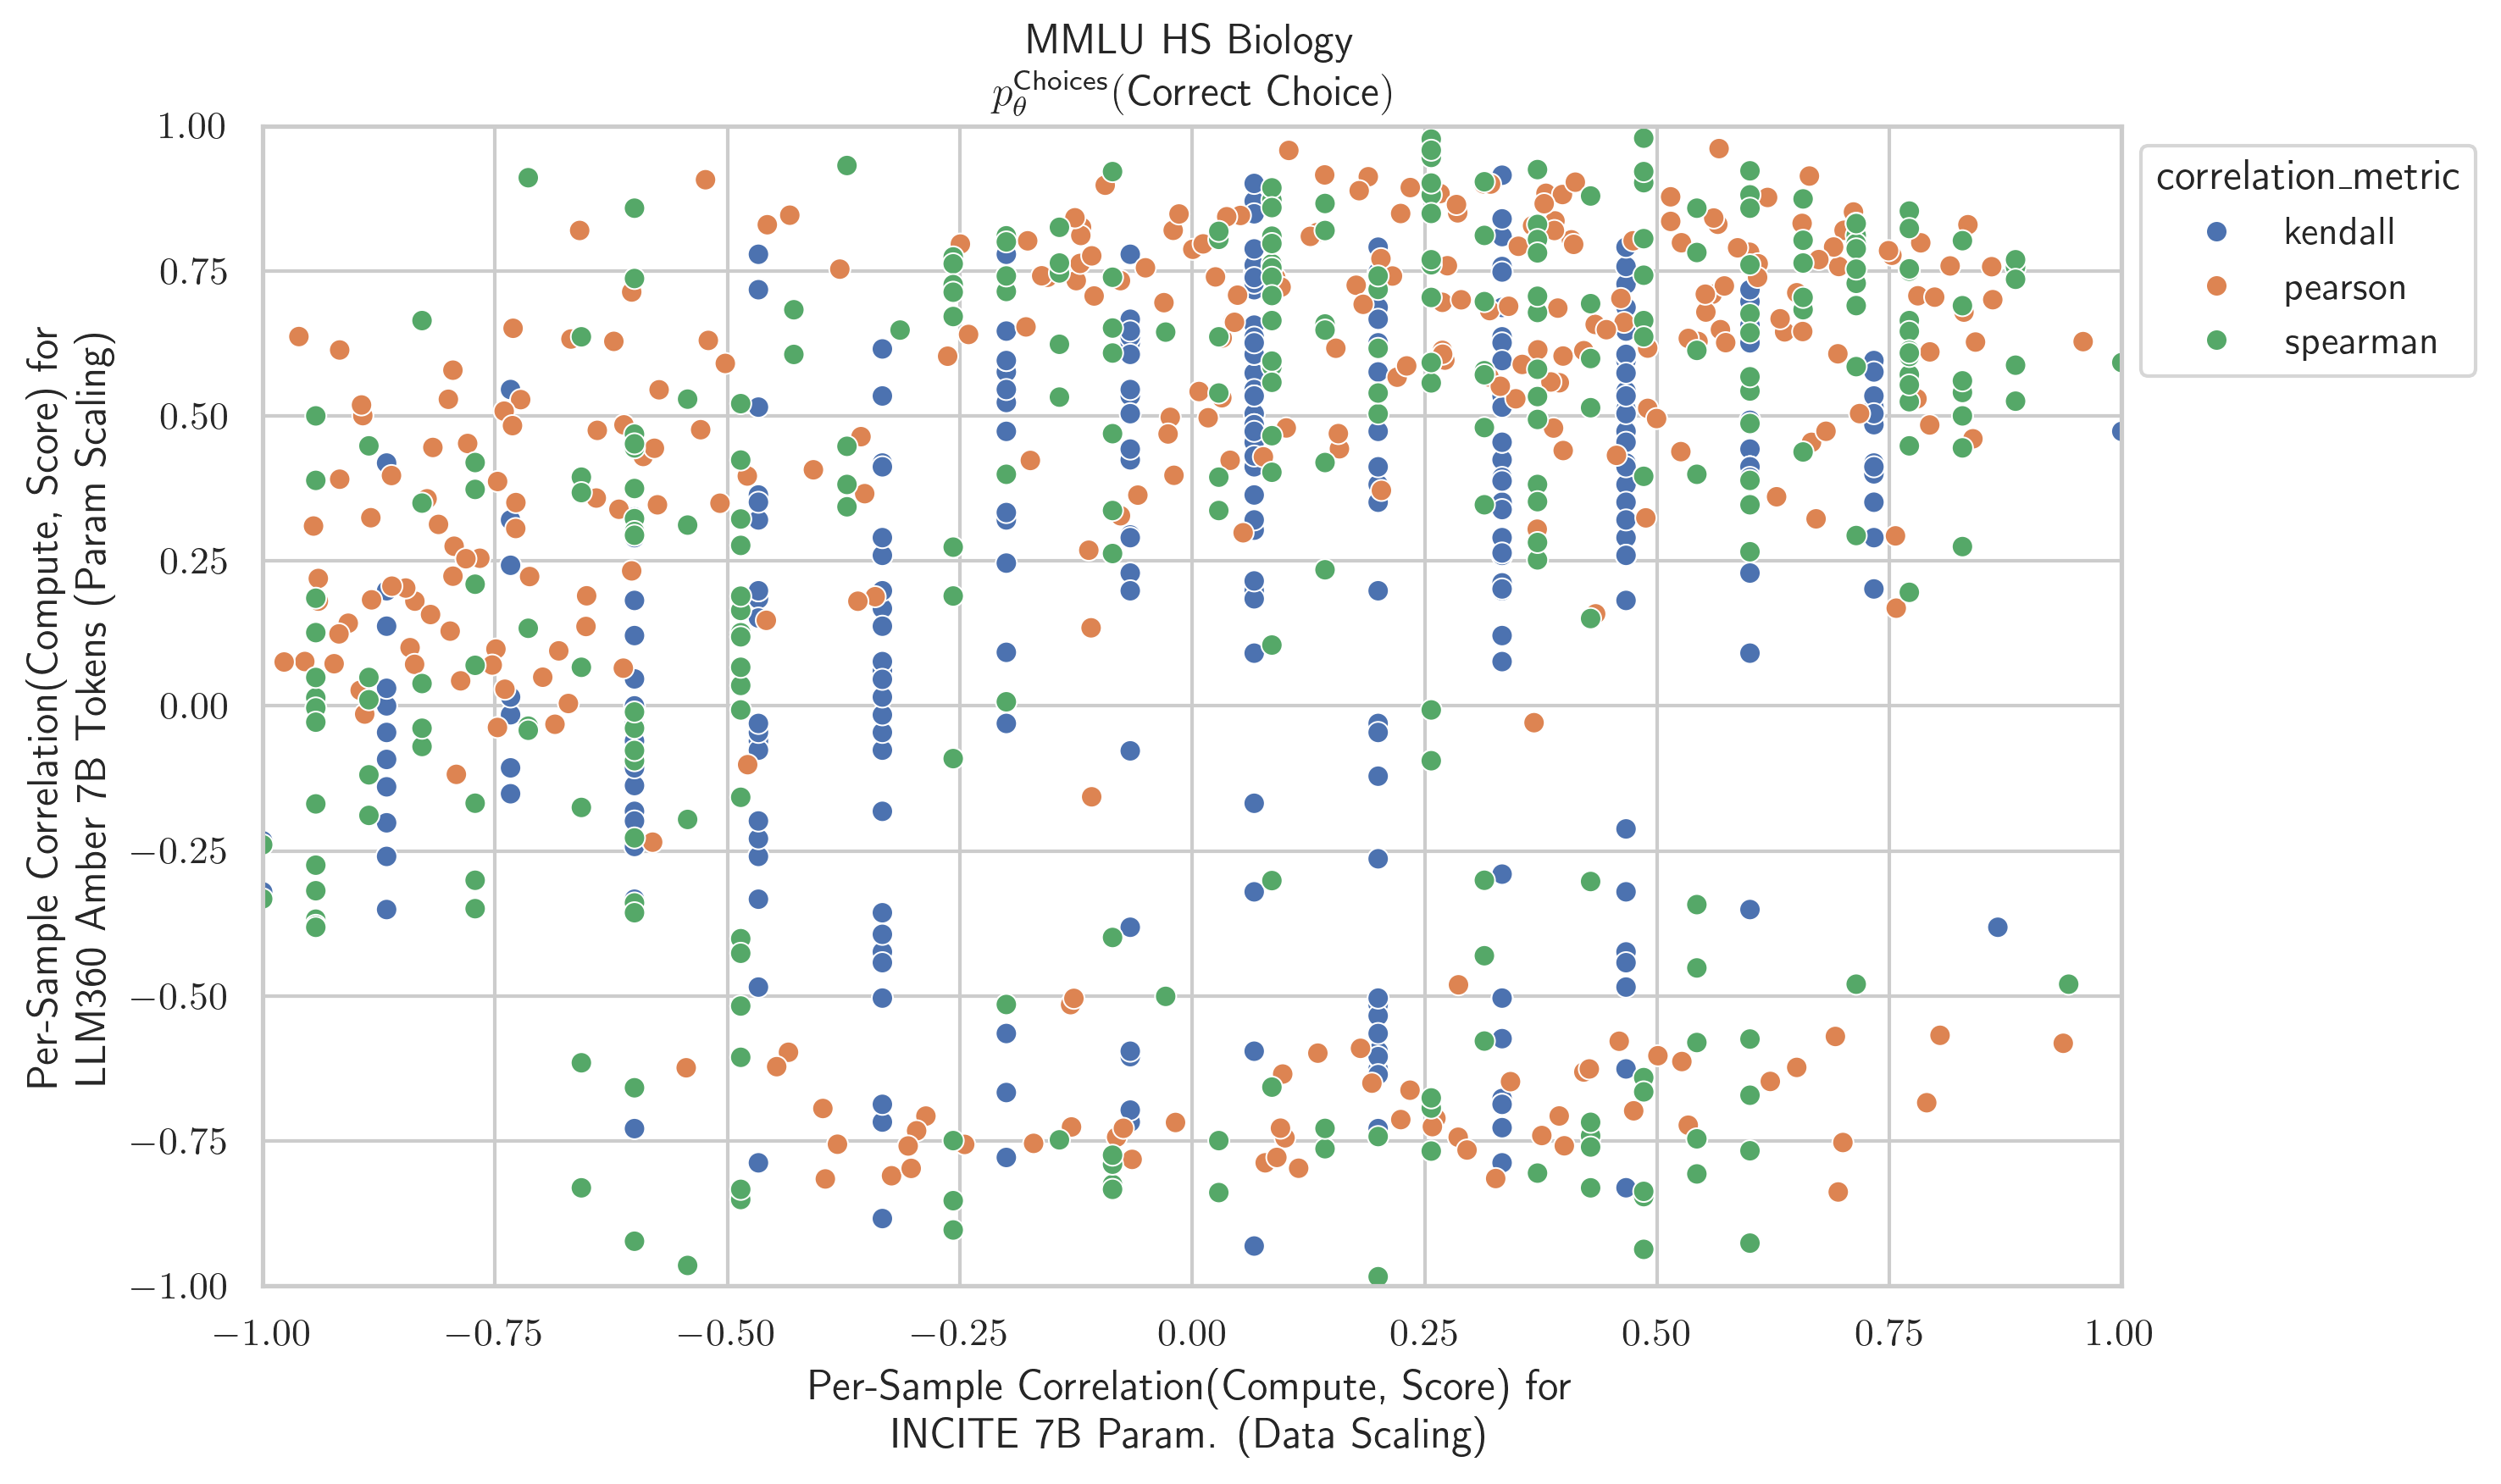 MMLU HS Biology
p_θ^Choices(Correct Choice)
Per-Sample Correlation(Compute, Score) for
LLM360 Amber 7B Tokens (Param Scaling)
1.00
0.75
0.50
0.25
0.00
−0.25
−0.50
−0.75
−1.00
−1.00 −0.75 −0.50 −0.25 0.00 0.25 0.50 0.75 1.00
Per-Sample Correlation(Compute, Score) for
INCITE 7B Param. (Data Scaling)
correlation_metric
kendall
pearson
spearman